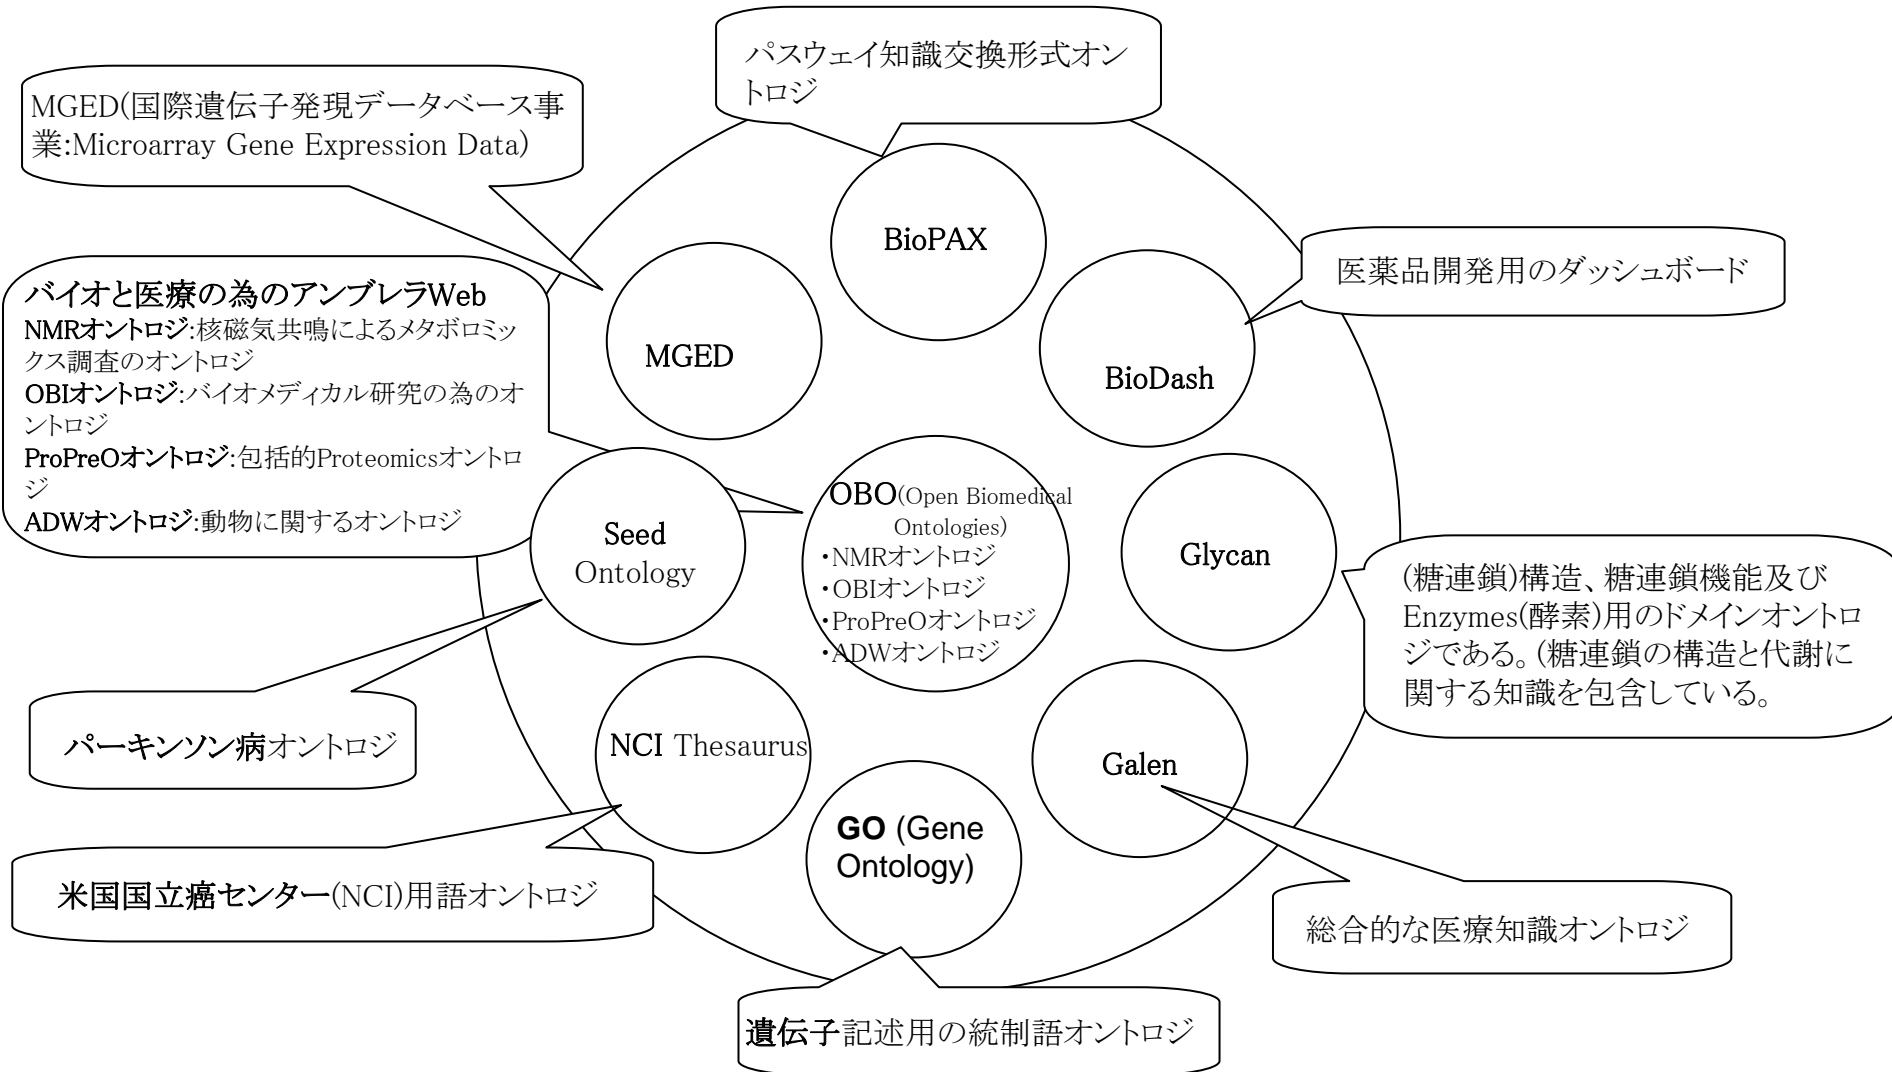 パスウェイ知識交換形式オン
トロジ
MGED(国際遺伝子発現データベース事
業:Microarray Gene Expression Data)
BioPAX
医薬品開発用のダッシュボード
バイオと医療の為のアンブレラWeb
NMRオントロジ:核磁気共鳴によるメタボロミッ
クス調査のオントロジ
OBIオントロジ:バイオメディカル研究の為のオ
ントロジ
ProPreOオントロジ:包括的Proteomicsオントロ
ジ
ADWオントロジ:動物に関するオントロジ
MGED
BioDash
OBO(Open Biomedical
Ontologies)
・NMRオントロジ
・OBIオントロジ
・ProPreOオントロジ
・ADWオントロジ
Seed
Ontology
Glycan
(糖連鎖)構造、糖連鎖機能及び
Enzymes(酵素)用のドメインオントロ
ジである。(糖連鎖の構造と代謝に
関する知識を包含している。
パーキンソン病オントロジ
NCI Thesaurus
Galen
GO (Gene
Ontology)
米国国立癌センター(NCI)用語オントロジ
総合的な医療知識オントロジ
遺伝子記述用の統制語オントロジ